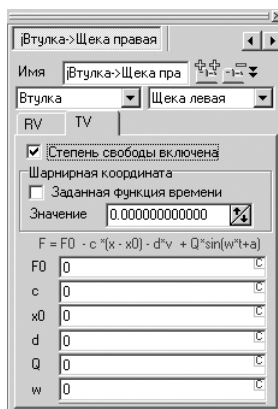 jВтулка->Щека правая
Имя jВтулка->Щека пра
Втулка Щека левая
RV TV
Степень свободы включена
Шарнирная координата
Заданная функция времени
Значение 0.000000000000
F = F0 - c *(x - x0) - d*v + Q*sin(w*t+a)
F0 0 C
c 0 C
x0 0 C
d 0 C
Q 0 C
w 0 C